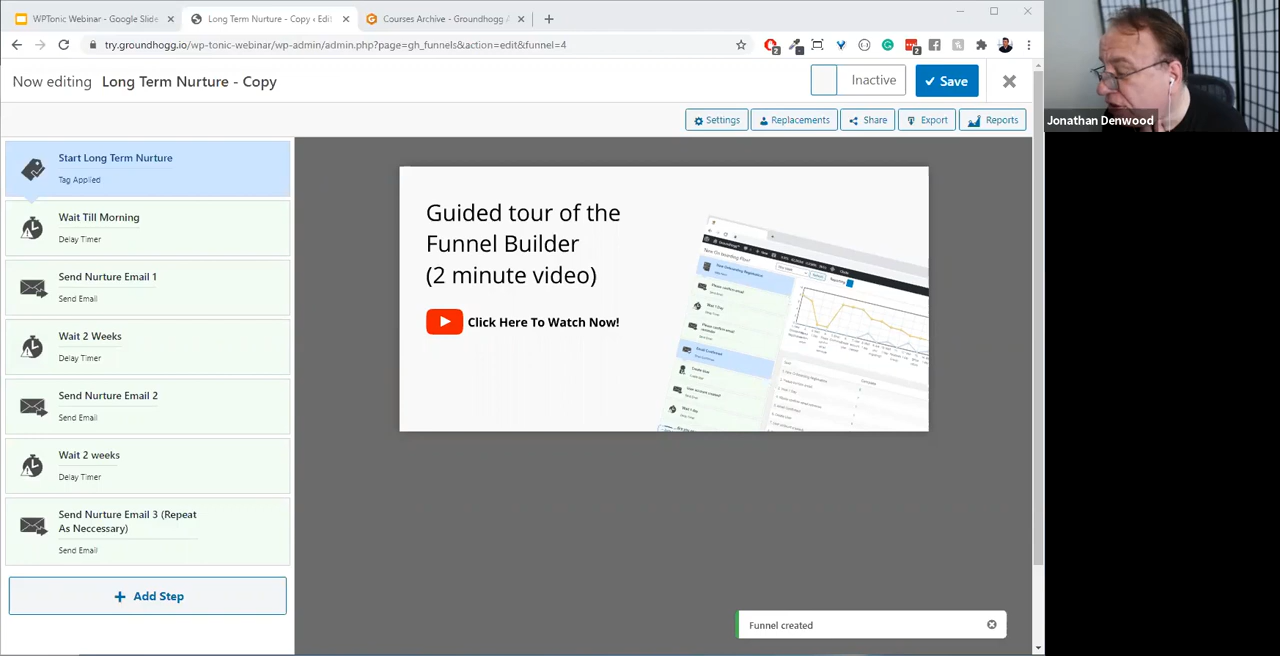 WPTonic Webinar - Google Slide
Long Term Nurture - Copy ‹ Edi
Courses Archive - Groundhogg
try.groundhogg.io/wp-tonic-webinar/wp-admin/admin.php?page=gh_funnels&action=edit&funnel=4
2
2
Now editing Long Term Nurture - Copy
Inactive
Save
Settings
Replacements
Share
Export
Reports
Start Long Term Nurture
Tag Applied
Wait Till Morning
Delay Timer
Send Nurture Email 1
Send Email
Wait 2 Weeks
Delay Timer
Send Nurture Email 2
Send Email
Wait 2 weeks
Delay Timer
Send Nurture Email 3 (Repeat
As Neccessary)
Send Email
Add Step
Guided tour of the
Funnel Builder
(2 minute video)
Click Here To Watch Now!
Funnel created
Jonathan Denwood